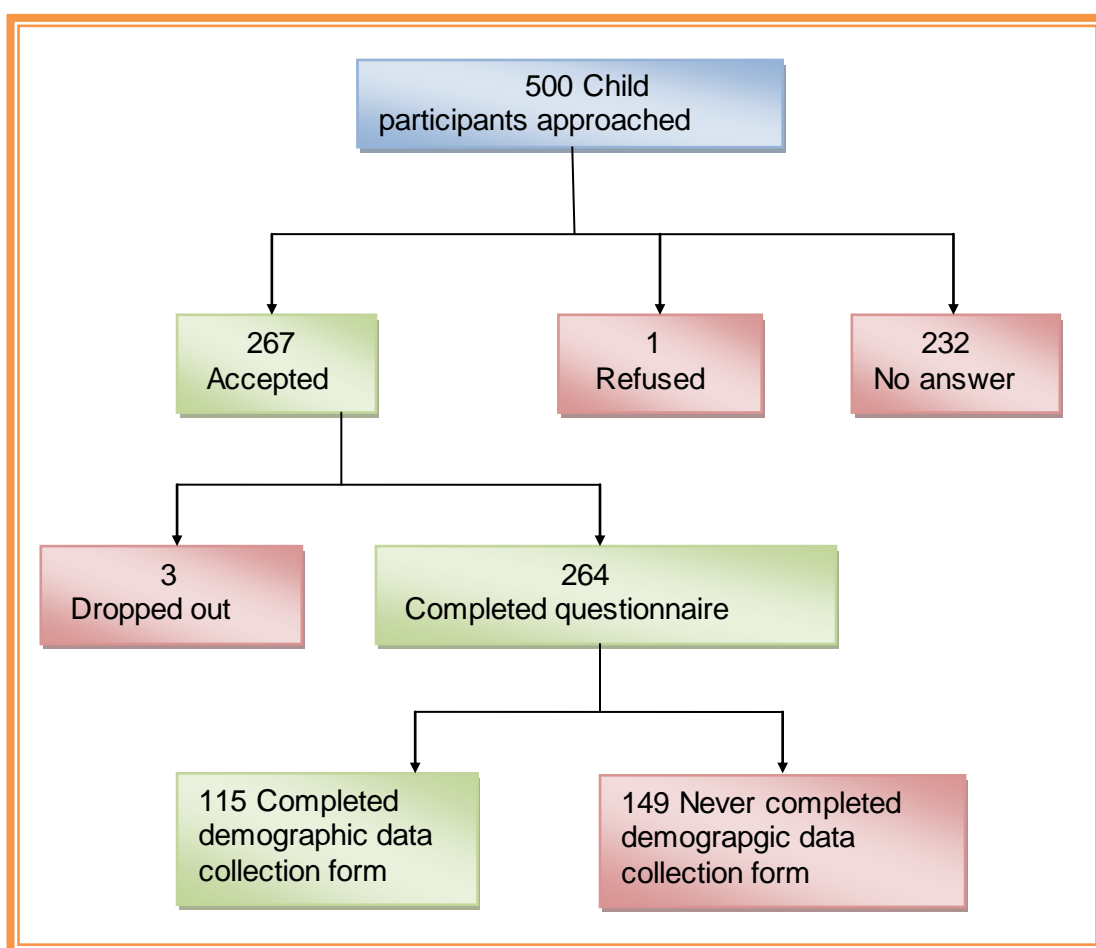 500 Child
participants approached
267
Accepted
1
Refused
232
No answer
3
Dropped out
264
Completed questionnaire
115 Completed
demographic data
collection form
149 Never completed
demograpgic data
collection form